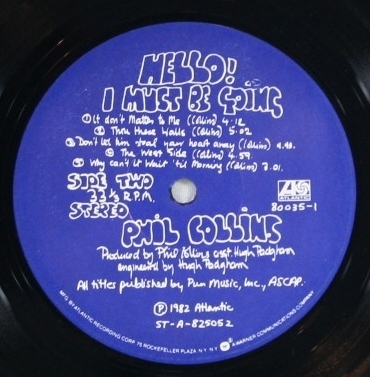 HELLO!
I MUST BE GOING
① It don't Matter to Me (Collins) 4:12
② Thru these Walls (Collins) 5:02
③ Don't let him steal your heart away (Collins) 4.43.
④ The West Side (Collins) 4.59.
⑤ Why can't it Wait 'til Morning (Collins) 3.01.
SIDE TWO
33⅓ R.P.M.
STEREO
ATLANTIC
80035-1
PHIL COLLINS
Produced by Phil Collins asst. Hugh Padgham
engineered by Hugh Padgham
All titles published by, Pun Music, Inc., ASCAP.
Ⓟ 1982 Atlantic
ST-A-825052
MFG. BY ATLANTIC RECORDING CORP. 75 ROCKEFELLER PLAZA, N.Y. N.Y. A WARNER COMMUNICATIONS COMPANY